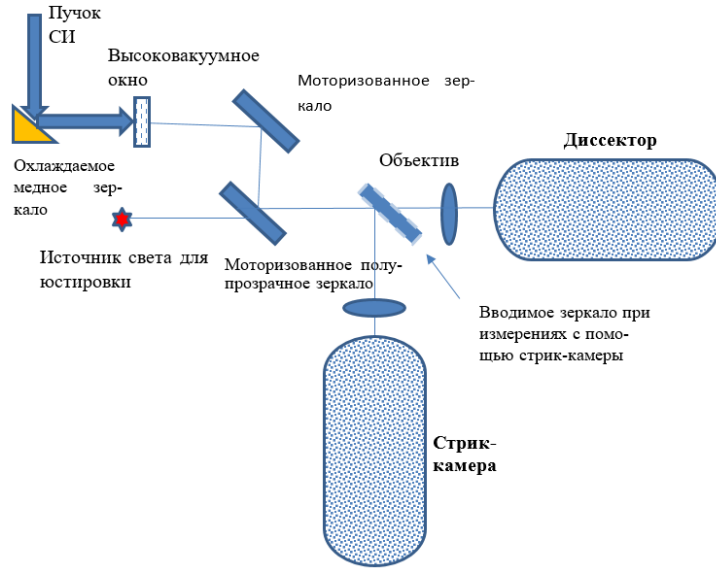 Пучок
СИ
Высоковакуумное
окно
Моторизованное зер-
кало
Охлаждаемое
медное зер-
кало
Объектив
Диссектор
Источник света для
юстировки
Моторизованное полу-
прозрачное зеркало
Вводимое зеркало при
измерениях с помо-
щью стрик-камеры
Стрик-
камера